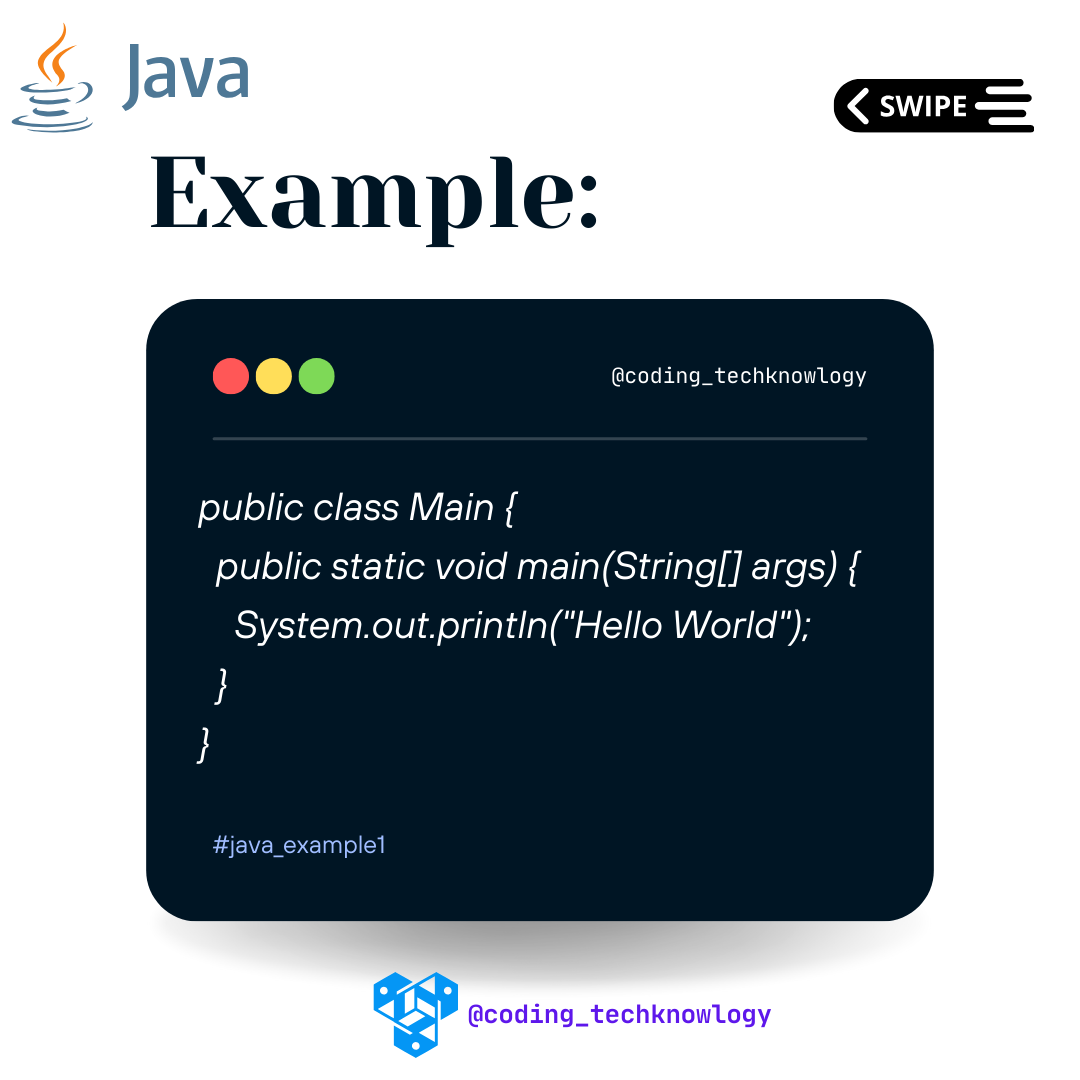 Java
SWIPE
Example:
@coding_techknowlogy
public class Main {
  public static void main(String[] args) {
    System.out.println("Hello World");
  }
}
#java_example1
@coding_techknowlogy